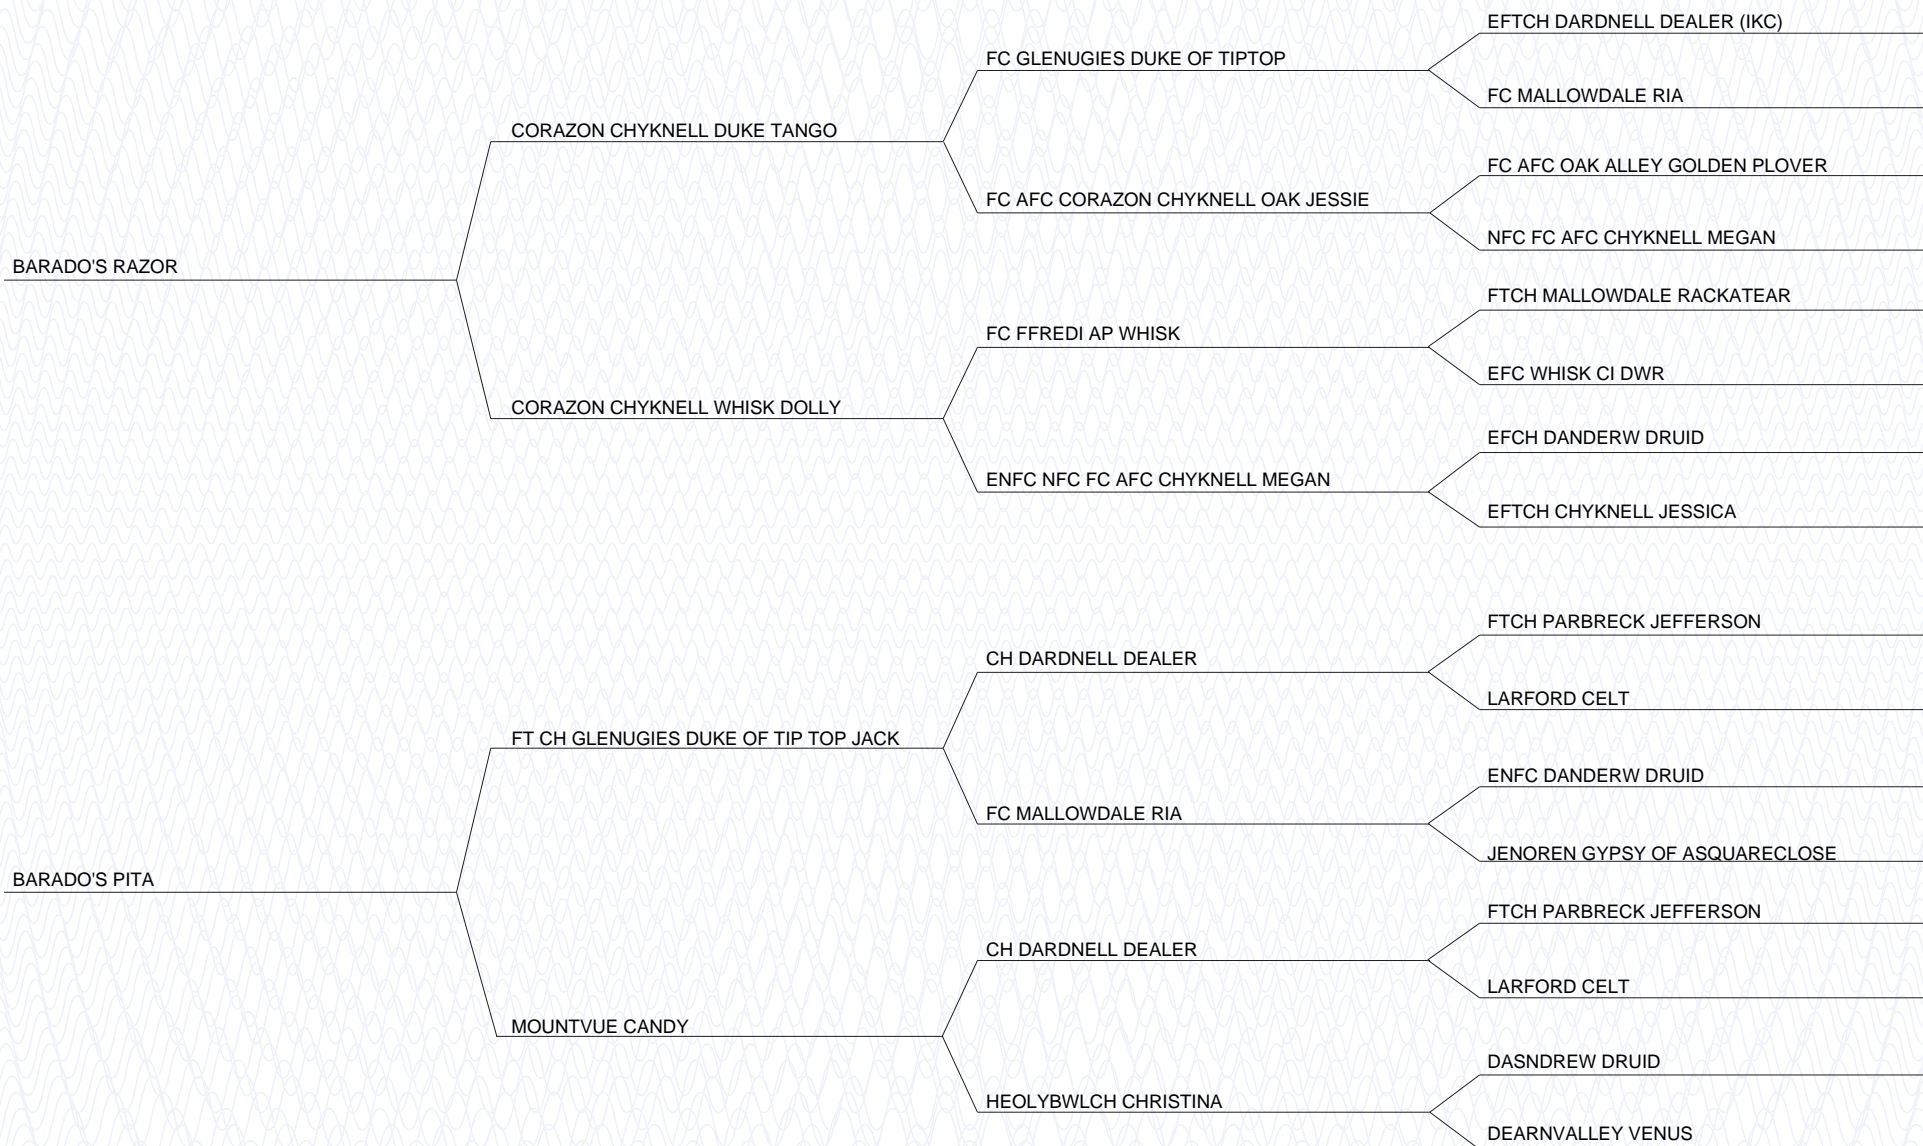 EFTCH DARDNELL DEALER (IKC)
FC GLENUGIES DUKE OF TIPTOP
FC MALLOWDALE RIA
CORAZON CHYKNELL DUKE TANGO
FC AFC OAK ALLEY GOLDEN PLOVER
FC AFC CORAZON CHYKNELL OAK JESSIE
NFC FC AFC CHYKNELL MEGAN
BARADO'S RAZOR
FTCH MALLOWDALE RACKATEAR
FC FFREDI AP WHISK
EFC WHISK CI DWR
CORAZON CHYKNELL WHISK DOLLY
EFCH DANDERW DRUID
ENFC NFC FC AFC CHYKNELL MEGAN
EFTCH CHYKNELL JESSICA
FTCH PARBRECK JEFFERSON
CH DARDNELL DEALER
LARFORD CELT
FT CH GLENUGIES DUKE OF TIP TOP JACK
ENFC DANDERW DRUID
FC MALLOWDALE RIA
JENOREN GYPSY OF ASQUARECLOSE
BARADO'S PITA
FTCH PARBRECK JEFFERSON
CH DARDNELL DEALER
LARFORD CELT
MOUNTVUE CANDY
DASNDREW DRUID
HEOLYBWLCH CHRISTINA
DEARNVALLEY VENUS